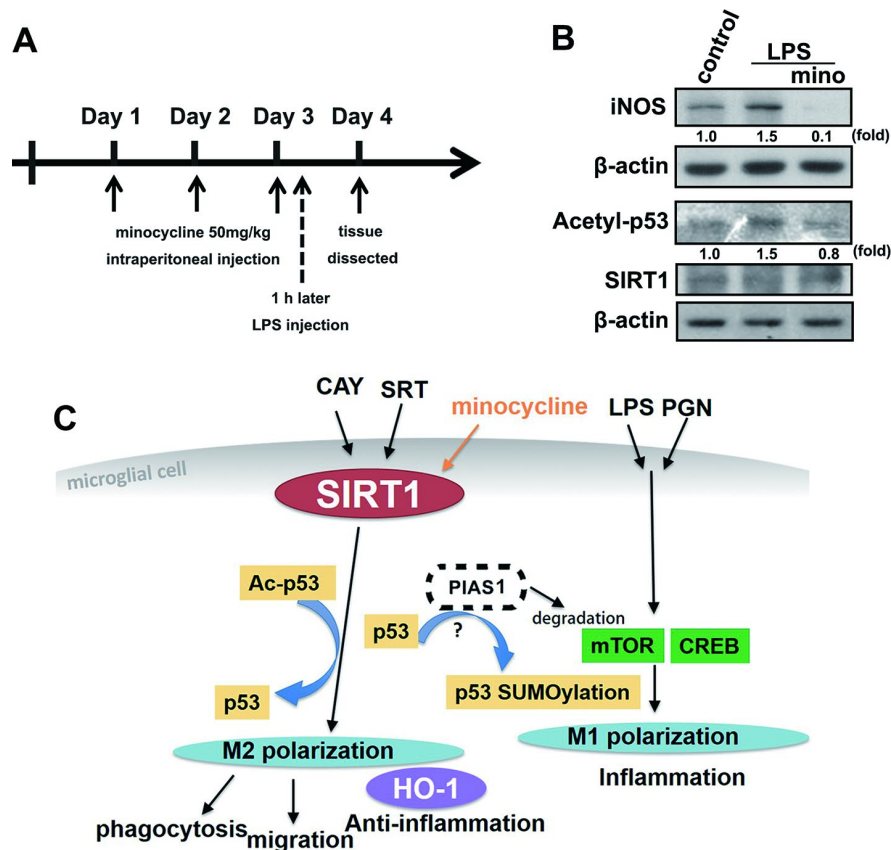 A
Day 1 Day 2 Day 3 Day 4
minocycline 50mg/kg
intraperitoneal injection
tissue
dissected
1 h later
LPS injection
B
control
LPS
mino
iNOS
1.0 1.5 0.1 (fold)
β-actin
Acetyl-p53
1.0 1.5 0.8 (fold)
SIRT1
β-actin
C
CAY SRT minocycline LPS PGN
microglial cell
SIRT1
Ac-p53
PIAS1
degradation
p53
?
mTOR CREB
p53
p53 SUMOylation
M2 polarization
M1 polarization
HO-1
Inflammation
Anti-inflammation
phagocytosis
migration